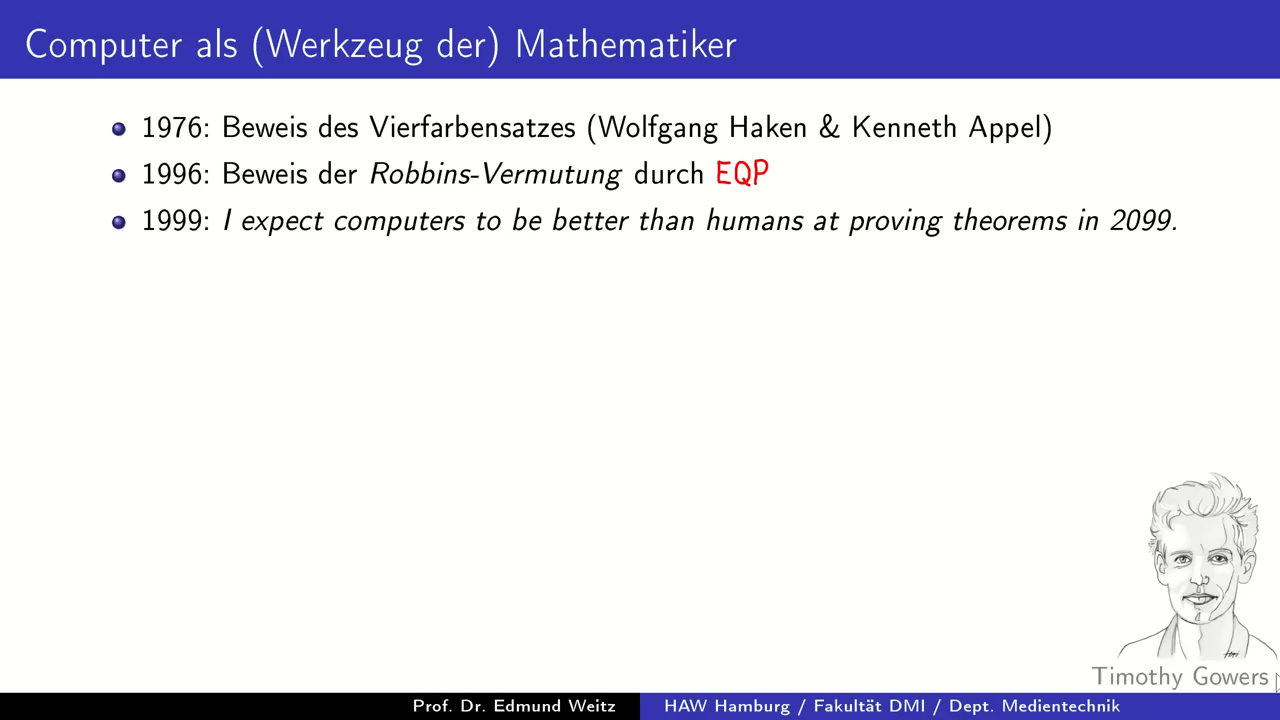 Computer als (Werkzeug der) Mathematiker
1976: Beweis des Vierfarbensatzes (Wolfgang Haken & Kenneth Appel)
1996: Beweis der Robbins-Vermutung durch EQP
1999: I expect computers to be better than humans at proving theorems in 2099.
Timothy Gowers
Prof. Dr. Edmund Weitz
HAW Hamburg / Fakultät DMI / Dept. Medientechnik